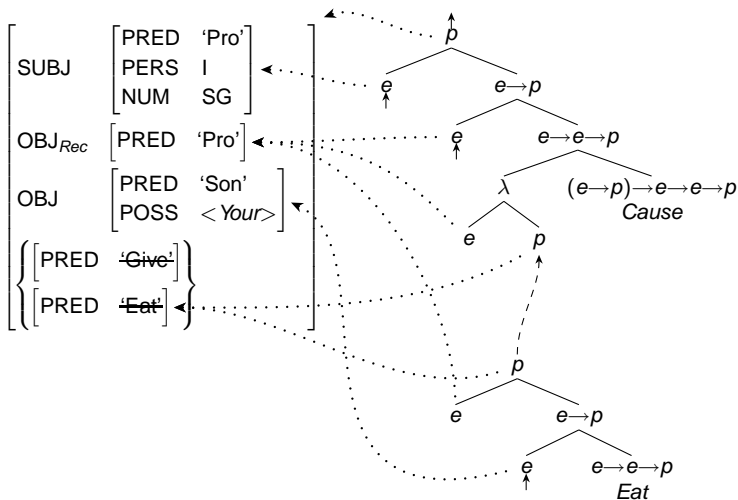 SUBJ
PRED 'Pro'
PERS I
NUM SG
OBJRec
PRED 'Pro'
OBJ
PRED 'Son'
POSS <Your>
PRED 'Give'
PRED 'Eat'
p
e e→p
e e→e→p
λ (e→p)→e→e→p
Cause
e p
p
e e→p
e e→e→p
Eat